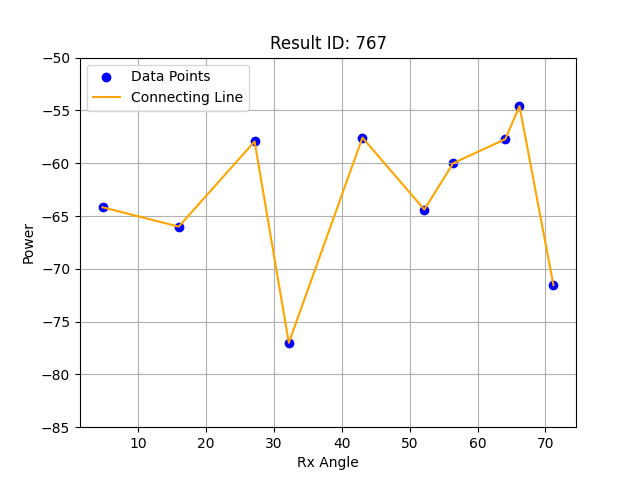 Result ID: 767
Data Points
Connecting Line
Power
−50
−55
−60
−65
−70
−75
−80
−85
10 20 30 40 50 60 70
Rx Angle